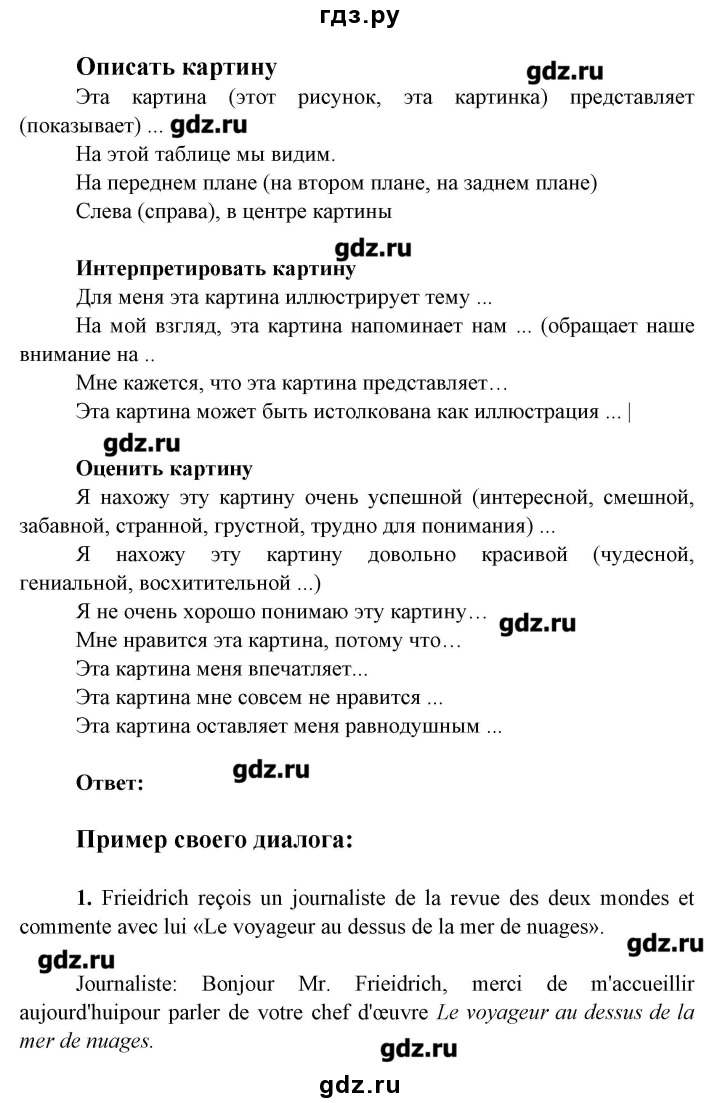 гдз.ру
Описать картину
gdz.ru
Эта картина (этот рисунок, эта картинка) представляет
(показывает) ... gdz.ru
На этой таблице мы видим.
На переднем плане (на втором плане, на заднем плане)
Слева (справа), в центре картины
gdz.ru
Интерпретировать картину
Для меня эта картина иллюстрирует тему ...
На мой взгляд, эта картина напоминает нам ... (обращает наше
внимание на ..
Мне кажется, что эта картина представляет…
Эта картина может быть истолкована как иллюстрация ... |
gdz.ru
Оценить картину
Я нахожу эту картину очень успешной (интересной, смешной,
забавной, странной, грустной, трудно для понимания) ...
Я нахожу эту картину довольно красивой (чудесной,
гениальной, восхитительной ...)
Я не очень хорошо понимаю эту картину…
gdz.ru
Мне нравится эта картина, потому что…
Эта картина меня впечатляет...
Эта картина мне совсем не нравится ...
Эта картина оставляет меня равнодушным ...
gdz.ru
Ответ:
Пример своего диалога:
1. Frieidrich reçois un journaliste de la revue des deux mondes et
commente avec lui «Le voyageur au dessus de la mer de nuages».
gdz.ru
gdz.ru
Journaliste: Bonjour Mr. Frieidrich, merci de m'accueillir
aujourd'huipour parler de votre chef d'œuvre Le voyageur au dessus de la
mer de nuages.
gdz.ru
gdz.ru